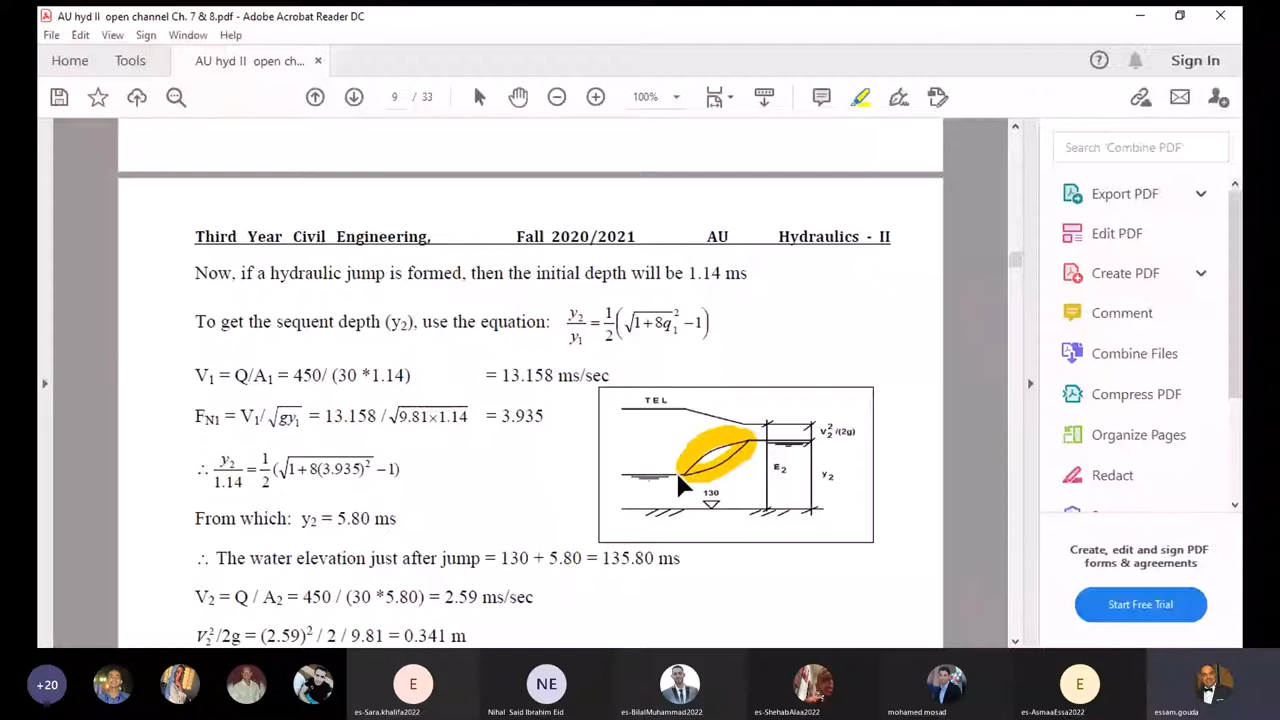 AU hyd II open channel Ch. 7 & 8.pdf - Adobe Acrobat Reader DC
File Edit View Sign Window Help
Home Tools AU hyd II open ch... × Sign In
9 / 33 100%
Search 'Combine PDF'
Export PDF
Edit PDF
Create PDF
Comment
Combine Files
Compress PDF
Organize Pages
Redact
Create, edit and sign PDF
forms & agreements
Start Free Trial
Third Year Civil Engineering, Fall 2020/2021 AU Hydraulics - II
Now, if a hydraulic jump is formed, then the initial depth will be 1.14 ms
To get the sequent depth (y₂), use the equation: y₂/y₁ = 1/2(√1+8q₁² −1)
V₁ = Q/A₁ = 450/ (30 *1.14) = 13.158 ms/sec
F_N1 = V₁/√gy₁ = 13.158 /√9.81×1.14 = 3.935
∴ y₂/1.14 = 1/2(√1+8(3.935)² −1)
From which: y₂ = 5.80 ms
∴ The water elevation just after jump = 130 + 5.80 = 135.80 ms
V₂ = Q / A₂ = 450 / (30 *5.80) = 2.59 ms/sec
V₂²/2g = (2.59)² / 2 / 9.81 = 0.341 m
TEL
V₂²/(2g)
E₂
y₂
130
+20 E NE E
es-Sara.khalifa2022 Nihal Said Ibrahim Eid es-BilalMuhammad2022 es-ShehabAlaa2022 mohamed mosad es-AsmaaEssa2022 essam.gouda